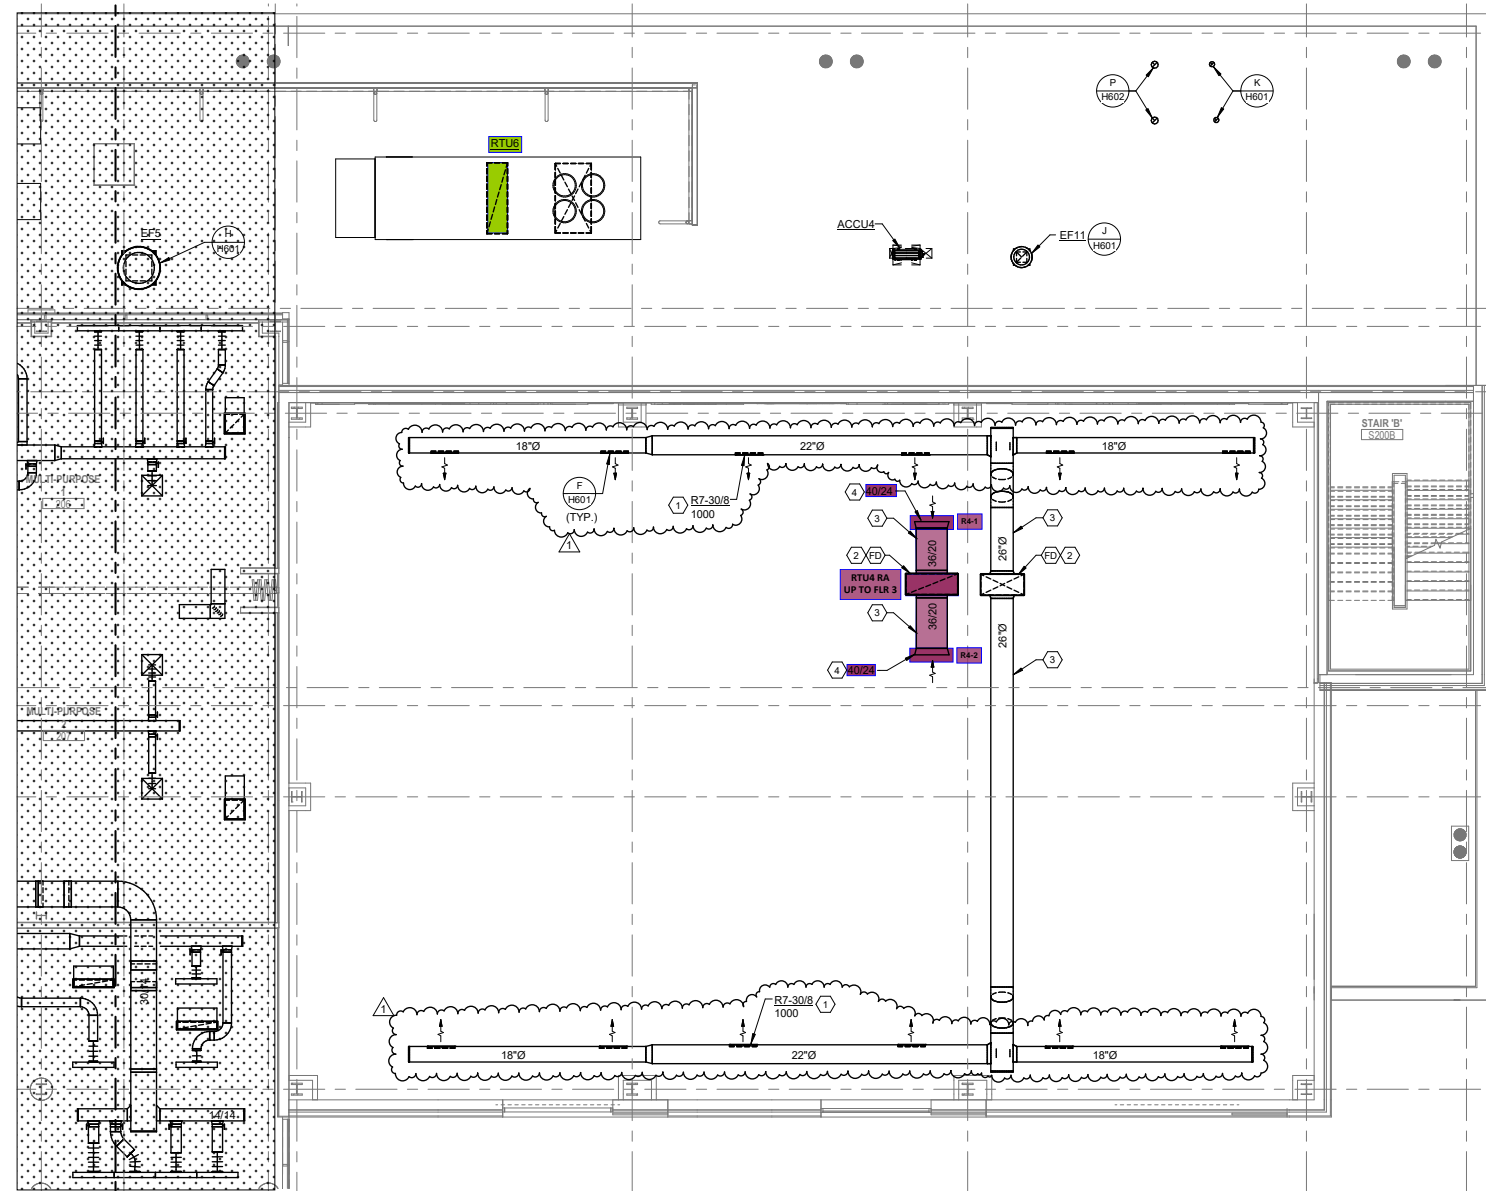 P
H602
K
H601
RTU6
EF5
H
H601
ACCU4
EF11
J
H601
STAIR 'B'
S200B
18"Ø
22"Ø
18"Ø
MULTI-PURPOSE
206
F
H601
(TYP.)
1
1
R7-30/8
1000
4
40/24
3
R4-1
3
36/20
26"Ø
2
FD
FD
2
RTU4 RA
UP TO FLR 3
3
36/20
26"Ø
R4-2
3
4
40/24
MULTI-PURPOSE
207
30/14
1
R7-30/8
1
1000
18"Ø
22"Ø
18"Ø
14/14